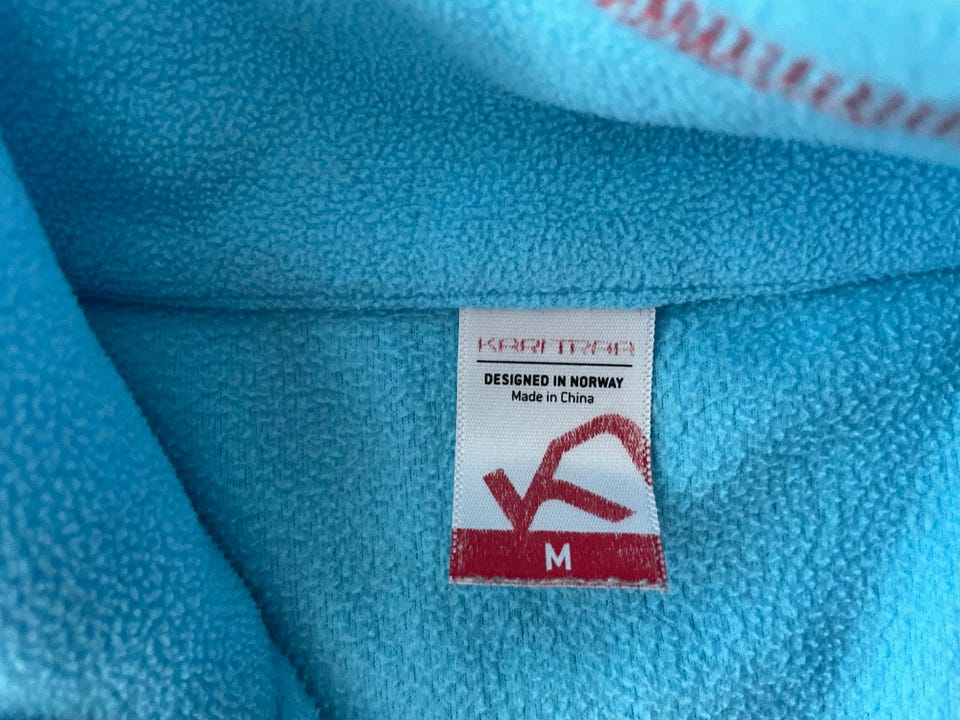 KARI TRAA
DESIGNED IN NORWAY
Made in China
M